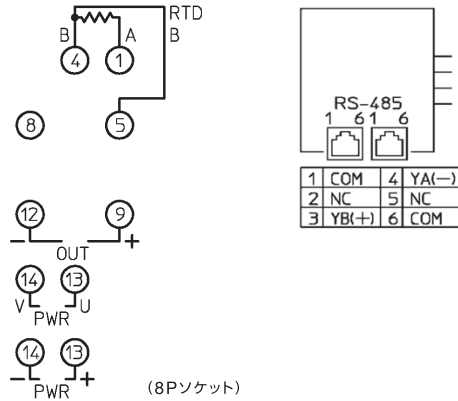 RTD
B A B
4 1
8 5
12 9
− OUT +
14 13
V PWR U
14 13
− PWR +
(8Pソケット)
RS-485
1 6 1 6
1 COM 4 YA(−)
2 NC 5 NC
3 YB(+) 6 COM